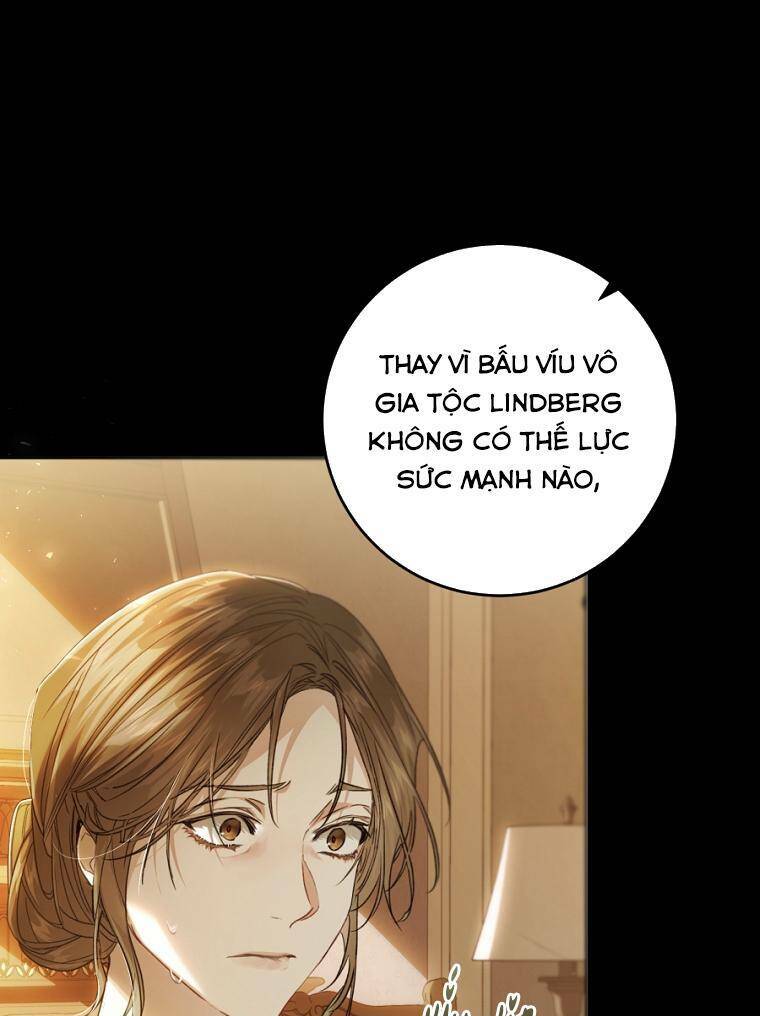 THAY VÌ BẤU VÍU VÔ
GIA TỘC LINDBERG
KHÔNG CÓ THẾ LỰC
SỨC MẠNH NÀO,